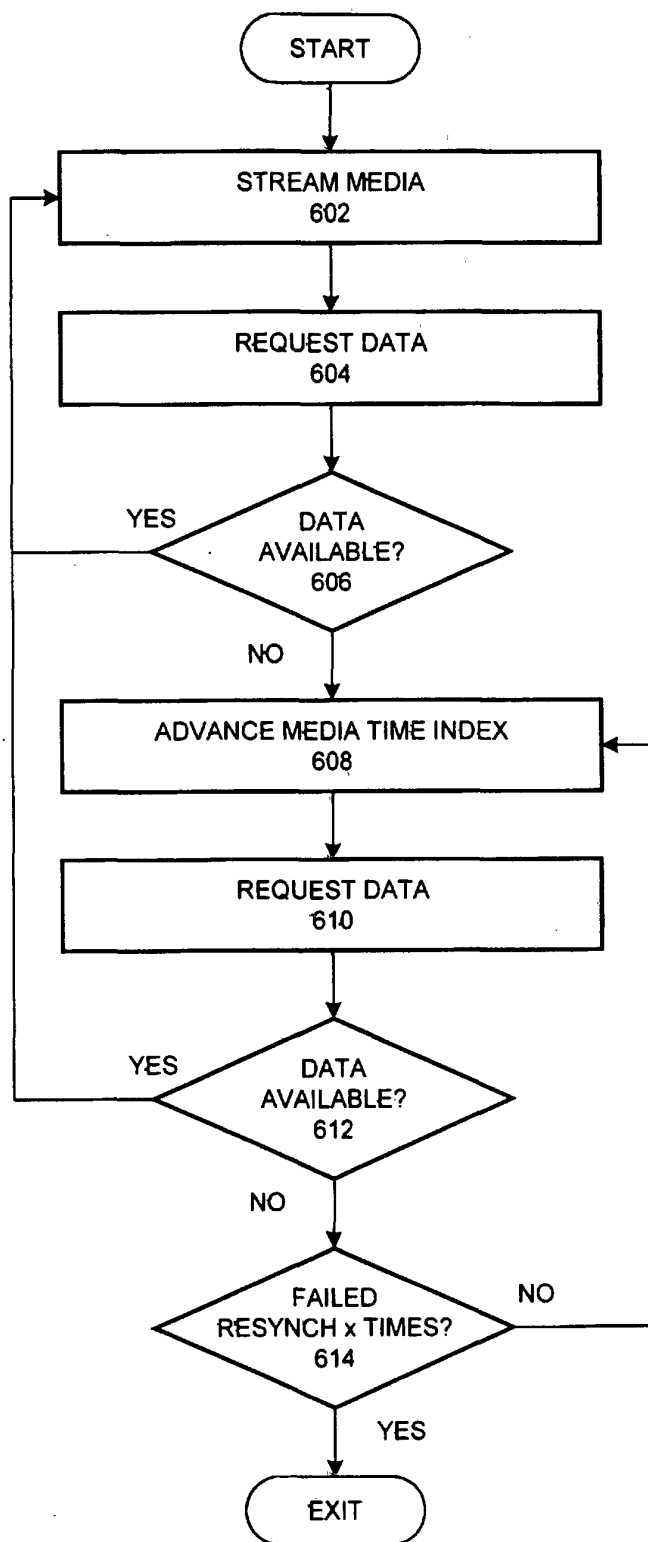 START
STREAM MEDIA
602
REQUEST DATA
604
YES
DATA
AVAILABLE?
606
NO
ADVANCE MEDIA TIME INDEX
608
REQUEST DATA
610
YES
DATA
AVAILABLE?
612
NO
FAILED
RESYNCH x TIMES?
614
NO
YES
EXIT